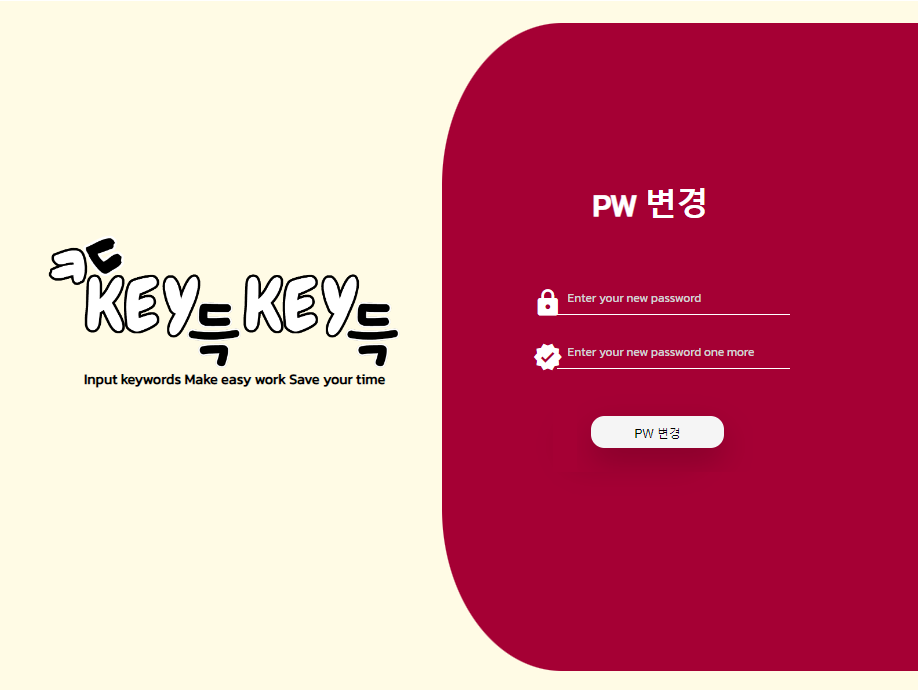 ㅋㄷ
KEY득KEY득
Input keywords Make easy work Save your time
PW 변경
Enter your new password
Enter your new password one more
PW 변경